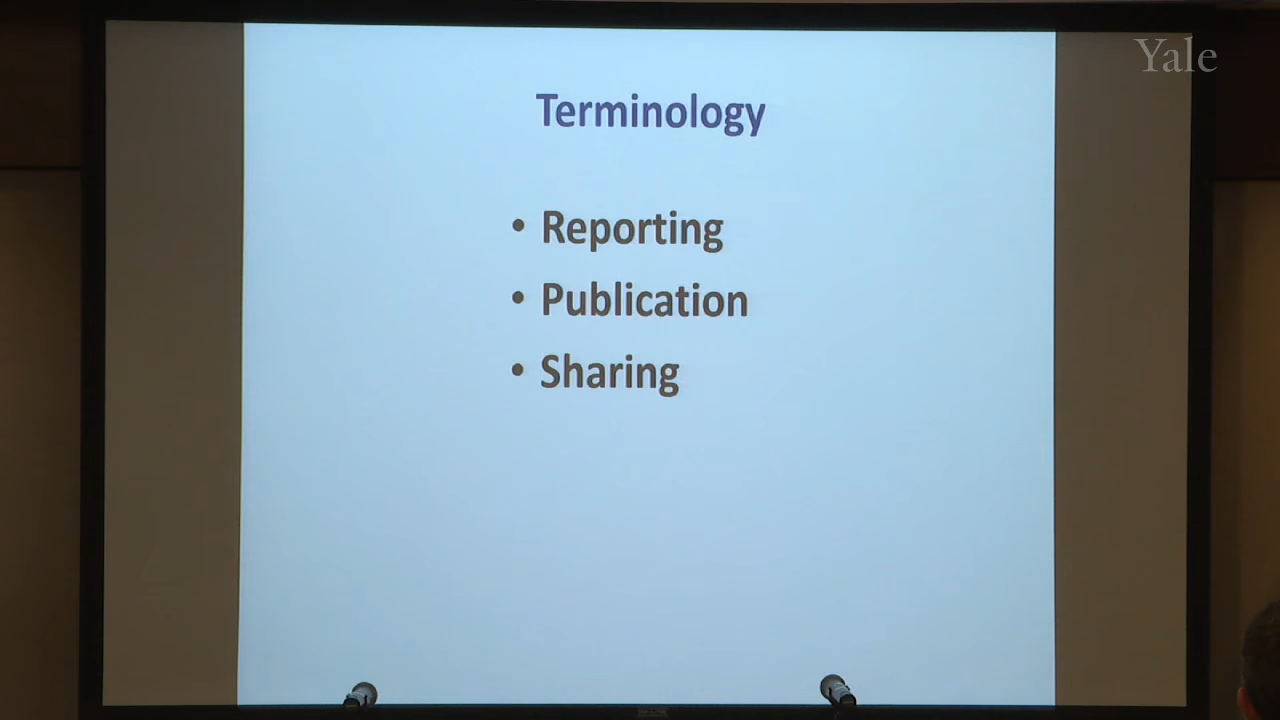 Yale
Terminology
• Reporting
• Publication
• Sharing